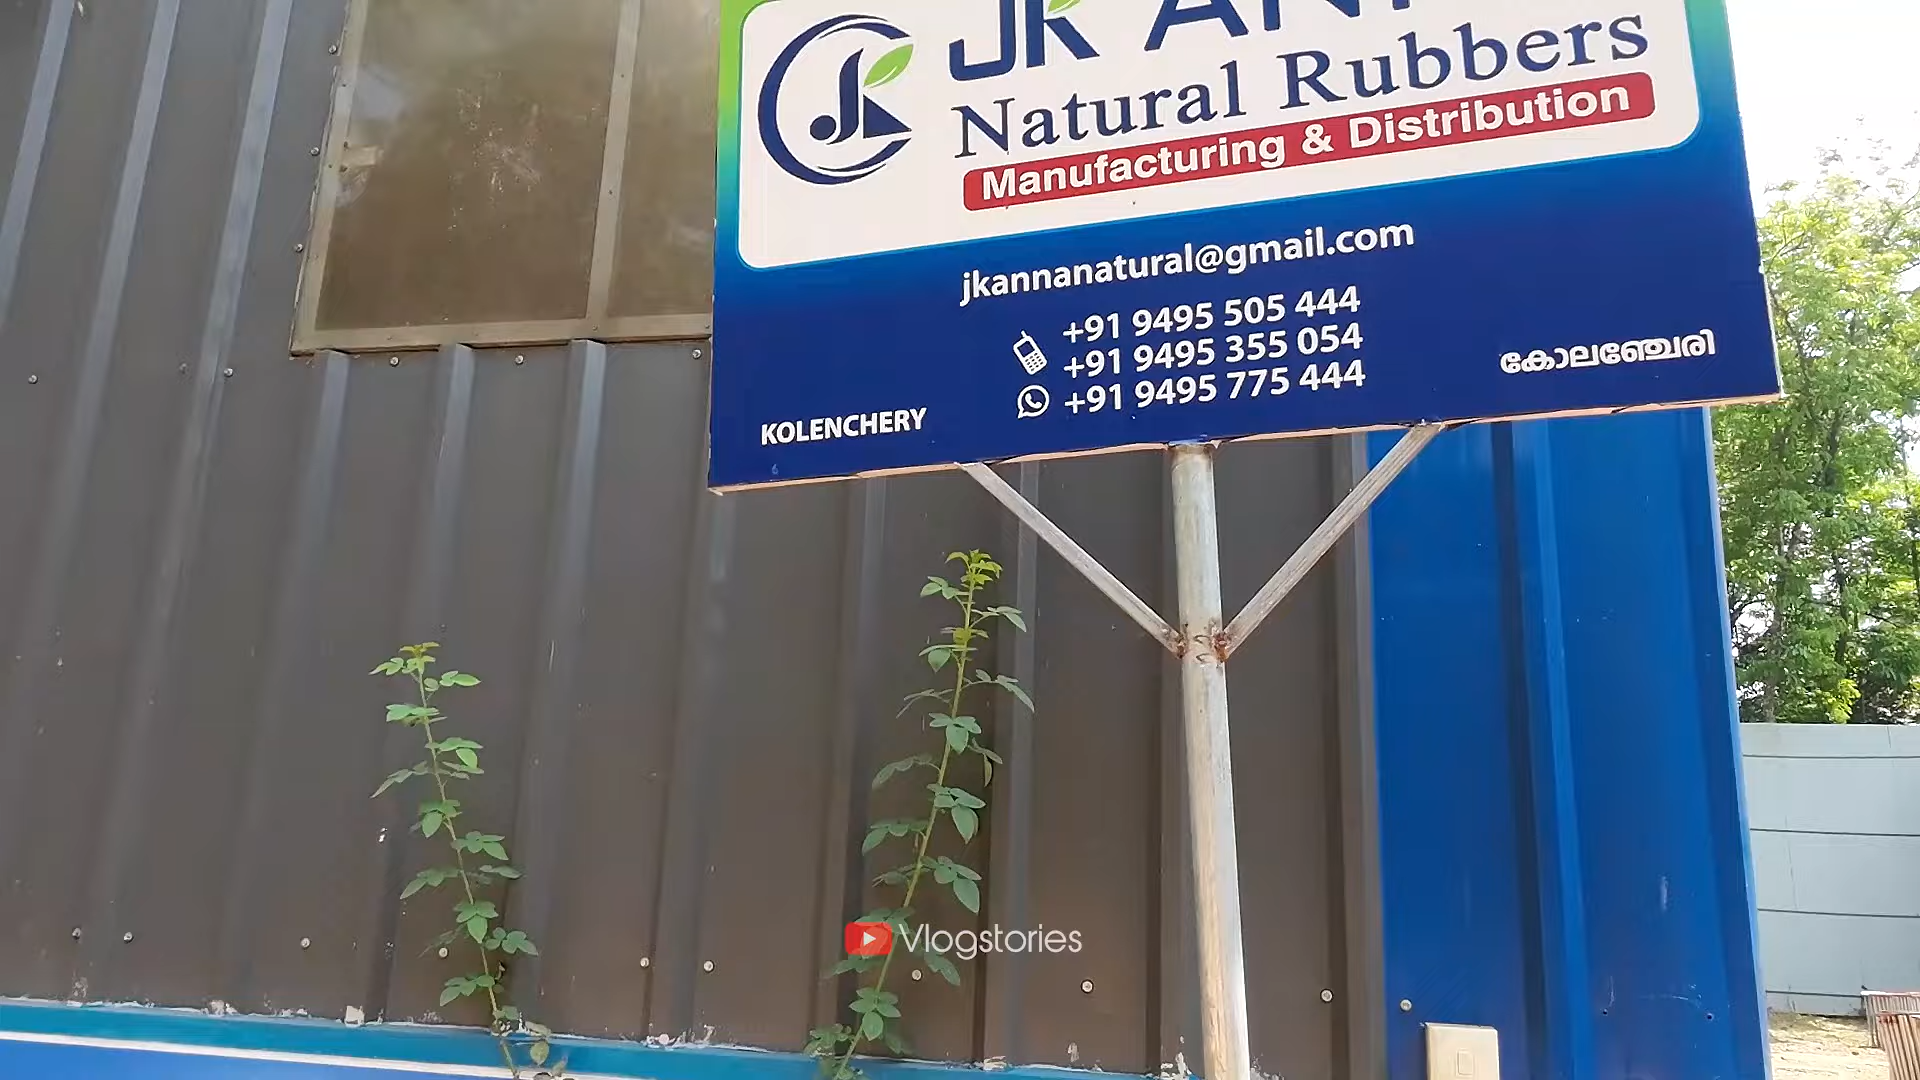 JK
Natural Rubbers
Manufacturing & Distribution
jkannanatural@gmail.com
+91 9495 505 444
+91 9495 355 054
+91 9495 775 444
KOLENCHERY
കോലഞ്ചേരി
Vlogstories